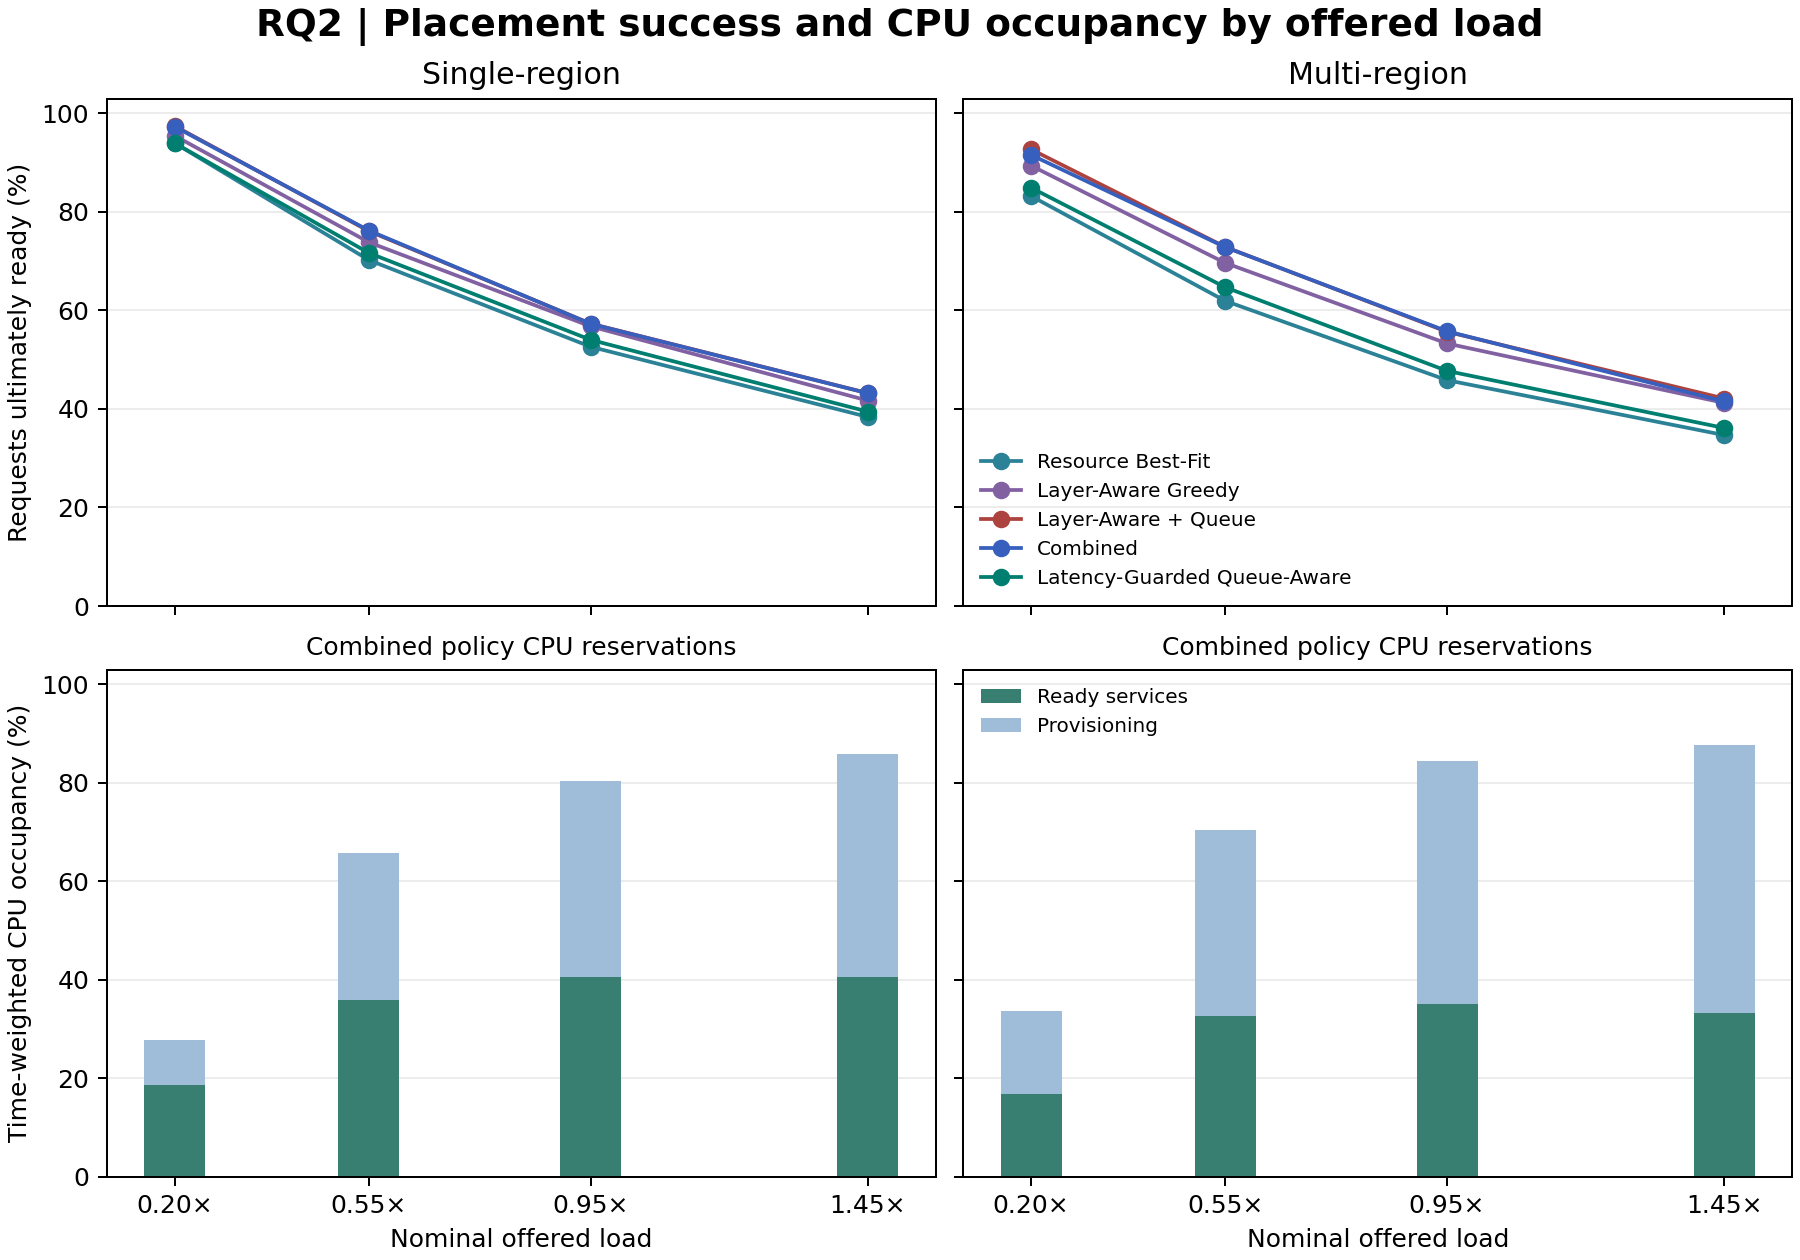 RQ2 | Placement success and CPU occupancy by offered load
Single-region
Multi-region
Requests ultimately ready (%)
100
80
60
40
20
0
Resource Best-Fit
Layer-Aware Greedy
Layer-Aware + Queue
Combined
Latency-Guarded Queue-Aware
Combined policy CPU reservations
Combined policy CPU reservations
Time-weighted CPU occupancy (%)
100
80
60
40
20
0
Ready services
Provisioning
0.20× 0.55× 0.95× 1.45×
0.20× 0.55× 0.95× 1.45×
Nominal offered load
Nominal offered load